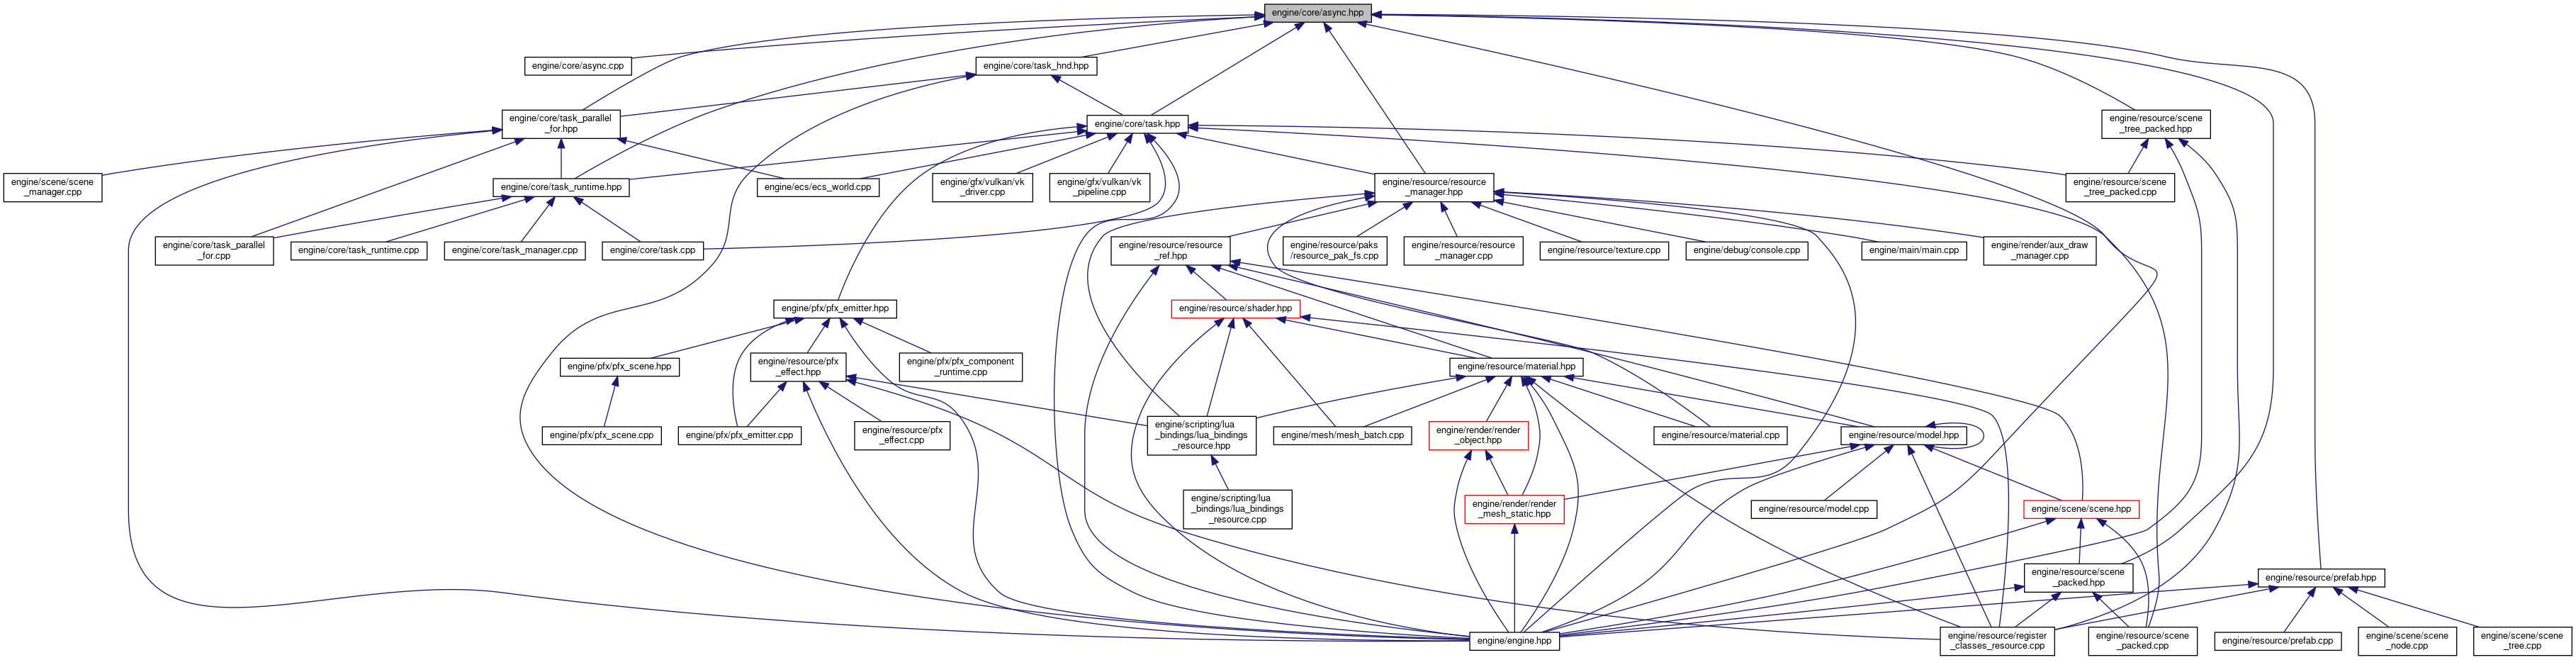 engine/core/async.hpp
engine/core/async.cpp
engine/core/task_hnd.hpp
engine/core/task_parallel
_for.hpp
engine/core/task.hpp
engine/resource/scene
_tree_packed.hpp
engine/scene/scene
_manager.cpp
engine/core/task_runtime.hpp
engine/ecs/ecs_world.cpp
engine/gfx/vulkan/vk
_driver.cpp
engine/gfx/vulkan/vk
_pipeline.cpp
engine/resource/resource
_manager.hpp
engine/resource/scene
_tree_packed.cpp
engine/core/task_parallel
_for.cpp
engine/core/task_runtime.cpp
engine/core/task_manager.cpp
engine/core/task.cpp
engine/resource/resource
_ref.hpp
engine/resource/paks
/resource_pak_fs.cpp
engine/resource/resource
_manager.cpp
engine/resource/texture.cpp
engine/debug/console.cpp
engine/main/main.cpp
engine/render/aux_draw
_manager.cpp
engine/pfx/pfx_emitter.hpp
engine/resource/shader.hpp
engine/pfx/pfx_scene.hpp
engine/resource/pfx
_effect.hpp
engine/pfx/pfx_component
_runtime.cpp
engine/resource/material.hpp
engine/pfx/pfx_scene.cpp
engine/pfx/pfx_emitter.cpp
engine/resource/pfx
_effect.cpp
engine/scripting/lua
_bindings/lua_bindings
_resource.hpp
engine/mesh/mesh_batch.cpp
engine/render/render
_object.hpp
engine/resource/material.cpp
engine/resource/model.hpp
engine/scripting/lua
_bindings/lua_bindings
_resource.cpp
engine/render/render
_mesh_static.hpp
engine/resource/model.cpp
engine/scene/scene.hpp
engine/resource/scene
_packed.hpp
engine/resource/prefab.hpp
engine/engine.hpp
engine/resource/register
_classes_resource.cpp
engine/resource/scene
_packed.cpp
engine/resource/prefab.cpp
engine/scene/scene
_node.cpp
engine/scene/scene
_tree.cpp